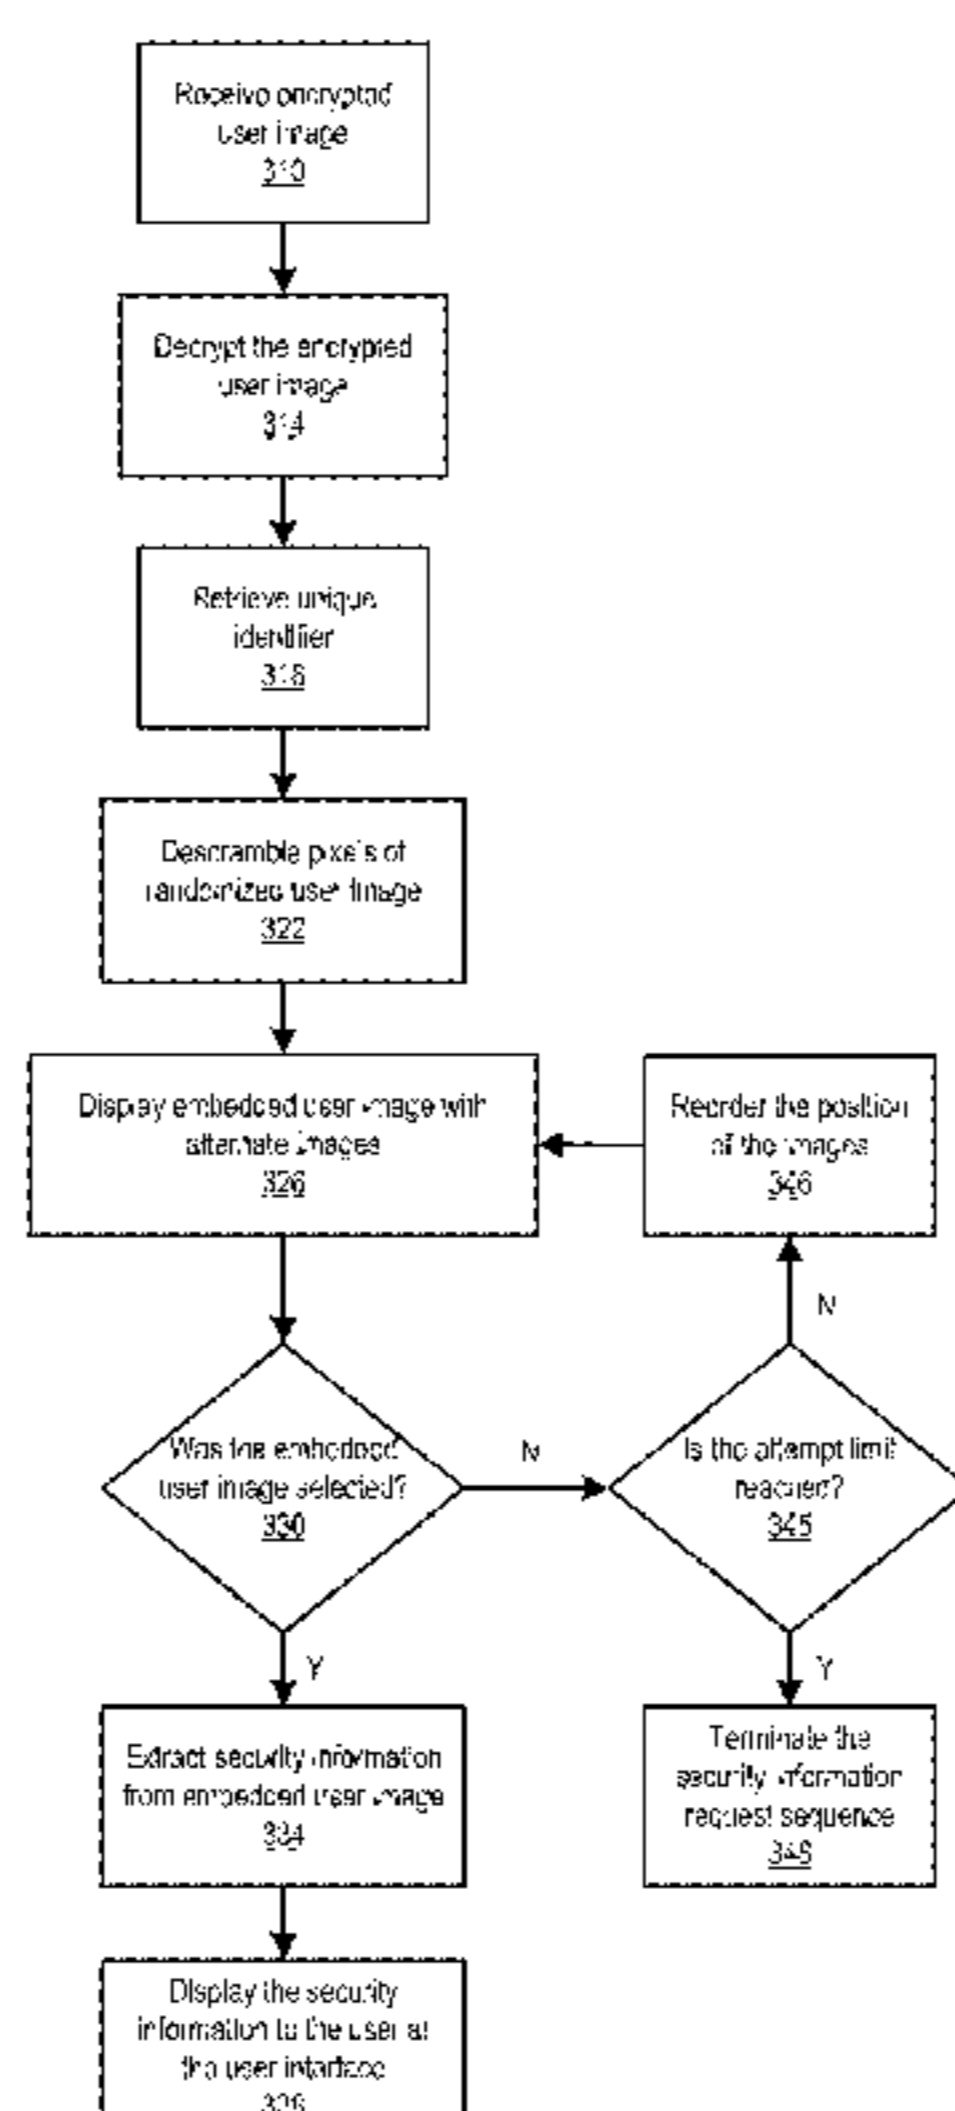 Receive encrypted
user image
310
Decrypt the encrypted
user image
314
Retrieve unique
identifier
318
Descramble pixels of
randomized user image
322
Display embedded user image with
alternate images
326
Reorder the position
of the images
346
N
Was the embedded
user image selected?
330
N
Is the attempt limit
reached?
345
Y
Y
Extract security information
from embedded user image
334
Terminate the
security information
request sequence
Display the security
information to the user at
the user interface